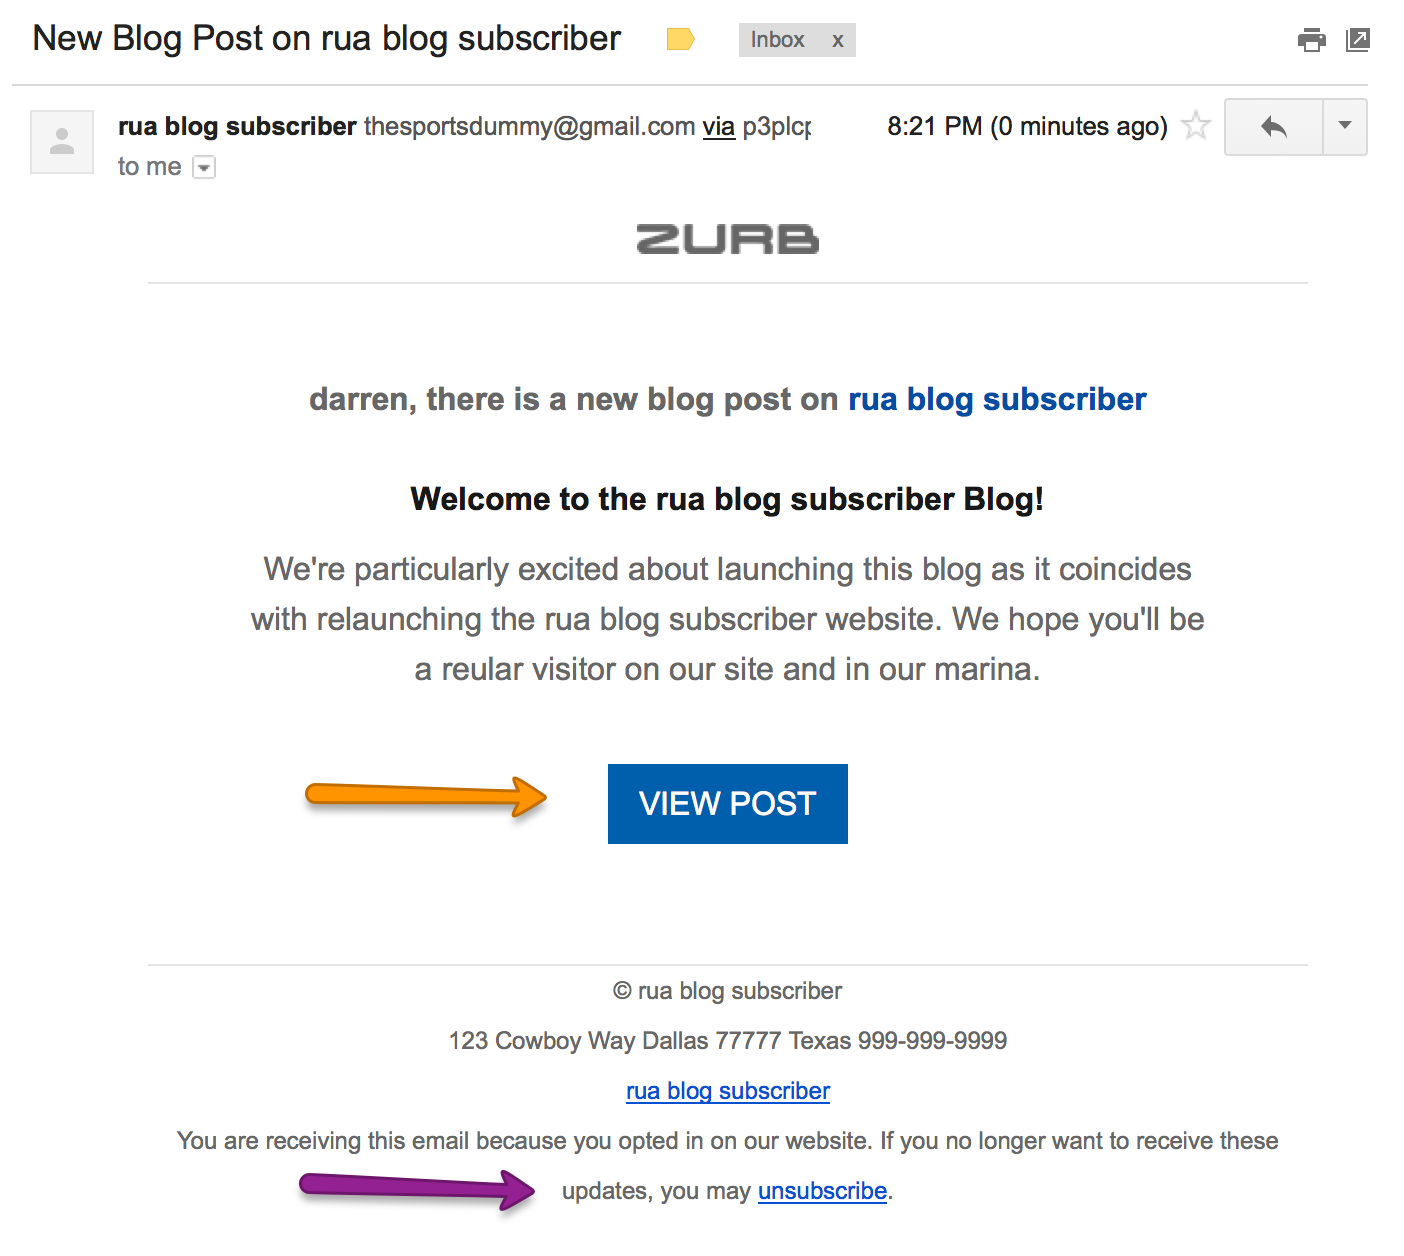 New Blog Post on rua blog subscriber
Inbox x
rua blog subscriber thesportsdummy@gmail.com via 8:21 PM (0 minutes ago)
to me
ZURB
darren, there is a new blog post on rua blog subscriber
Welcome to the rua blog subscriber Blog!
We're particularly excited about launching this blog as it coincides
with relaunching the rua blog subscriber website. We hope you'll be
a reular visitor on our site and in our marina.
VIEW POST
© rua blog subscriber
123 Cowboy Way Dallas 77777 Texas 999-999-9999
rua blog subscriber
You are receiving this email because you opted in on our website. If you no longer want to receive these
updates, you may unsubscribe.